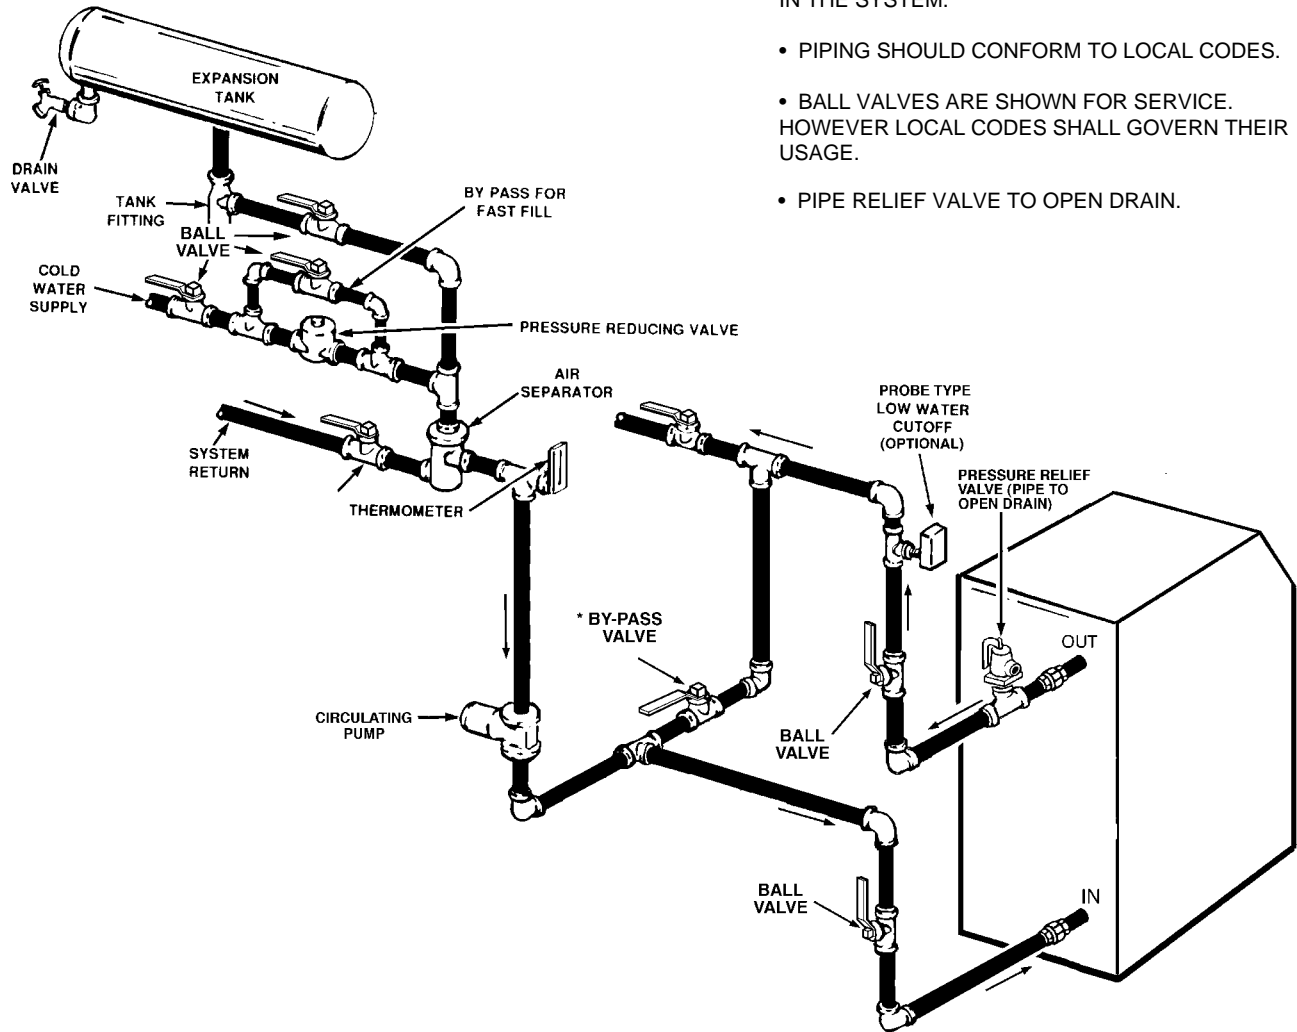 IN THE SYSTEM.
• PIPING SHOULD CONFORM TO LOCAL CODES.
• BALL VALVES ARE SHOWN FOR SERVICE.
HOWEVER LOCAL CODES SHALL GOVERN THEIR
USAGE.
• PIPE RELIEF VALVE TO OPEN DRAIN.
EXPANSION
TANK
DRAIN
VALVE
TANK
FITTING
BY PASS FOR
FAST FILL
BALL
VALVE
COLD
WATER
SUPPLY
PRESSURE REDUCING VALVE
AIR
SEPARATOR
SYSTEM
RETURN
THERMOMETER
PROBE TYPE
LOW WATER
CUTOFF
(OPTIONAL)
PRESSURE RELIEF
VALVE (PIPE TO
OPEN DRAIN)
* BY-PASS
VALVE
OUT
CIRCULATING
PUMP
BALL
VALVE
BALL
VALVE
IN